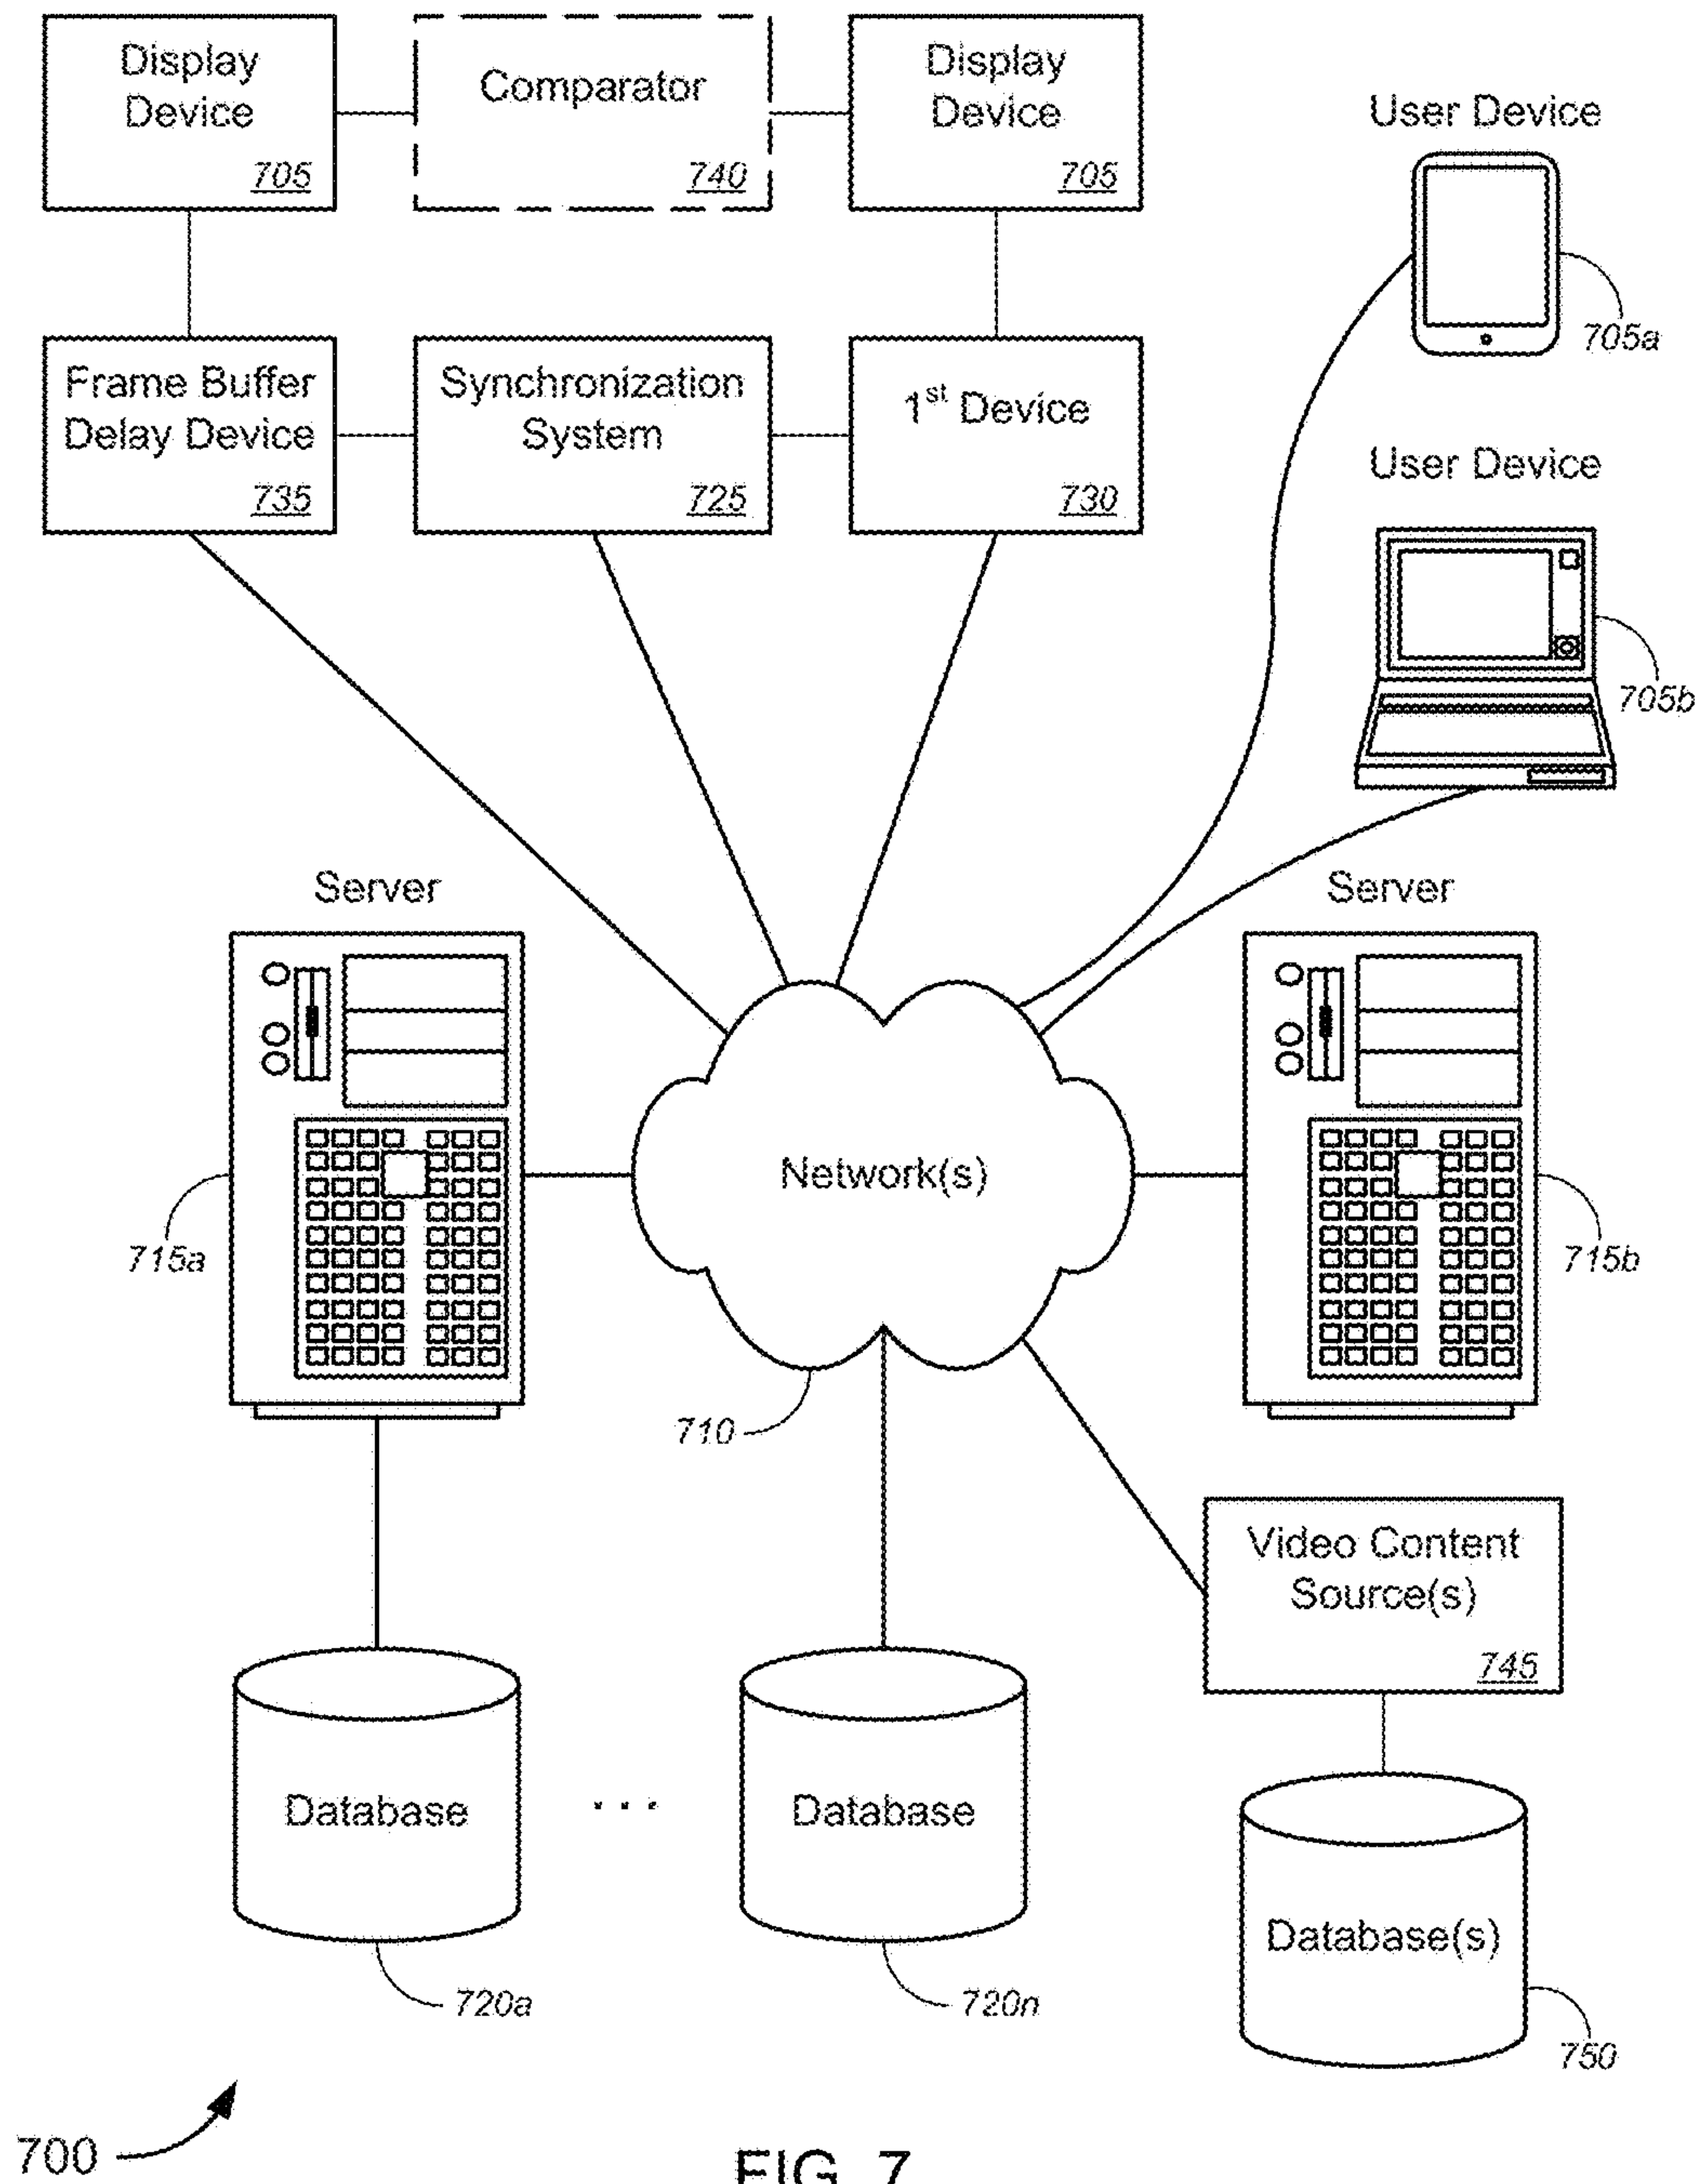 Display
Device
705
Comparator
740
Display
Device
705
User Device
705a
Frame Buffer
Delay Device
735
Synchronization
System
725
1st Device
730
User Device
705b
Server
715a
Server
715b
Network(s)
710
Video Content
Source(s)
745
Database
720a
. . .
Database
720n
Database(s)
750
700
FIG. 7